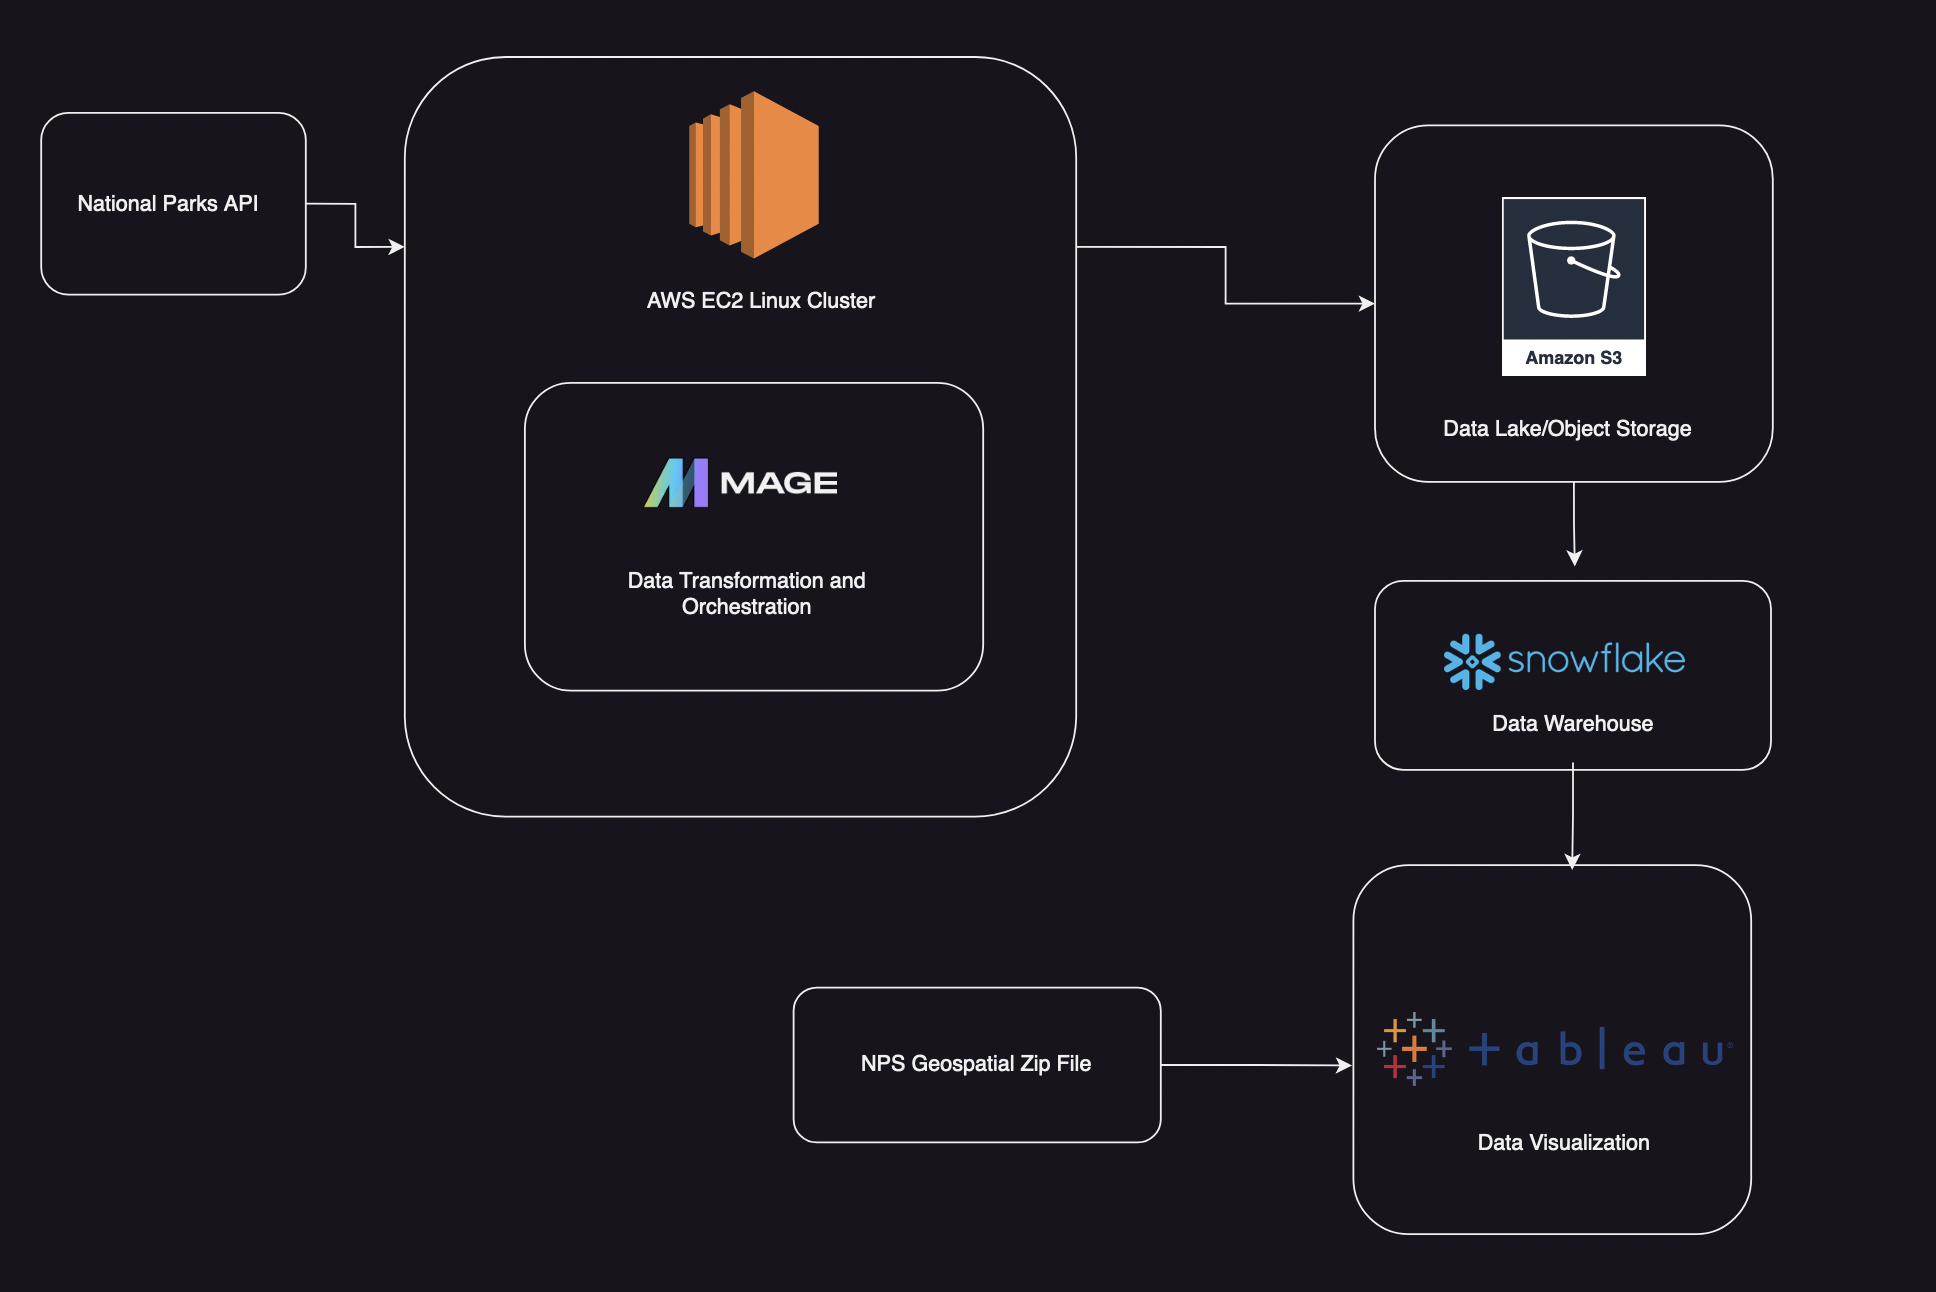 National Parks API
AWS EC2 Linux Cluster
MAGE
Data Transformation and
Orchestration
Amazon S3
Data Lake/Object Storage
snowflake
Data Warehouse
NPS Geospatial Zip File
+ableau®
Data Visualization